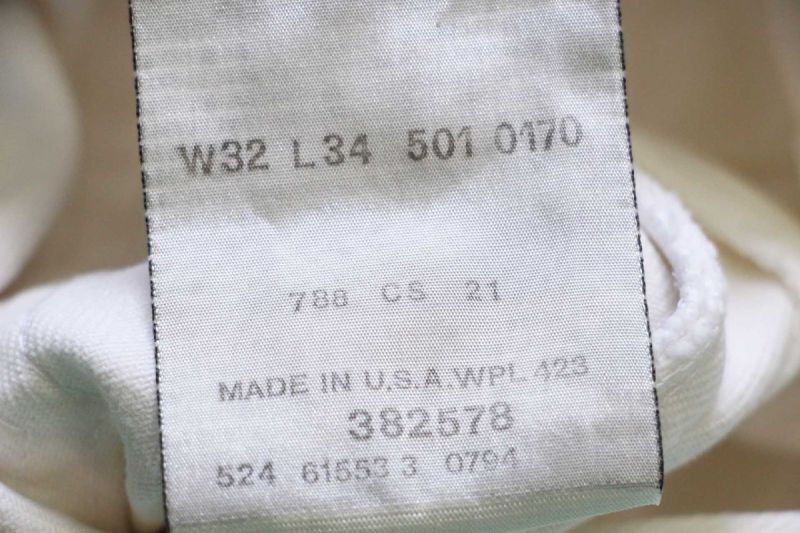 W32 L34 501 0170
788 CS 21
MADE IN U.S.A. WPL 423
382578
524 61553 3 0794